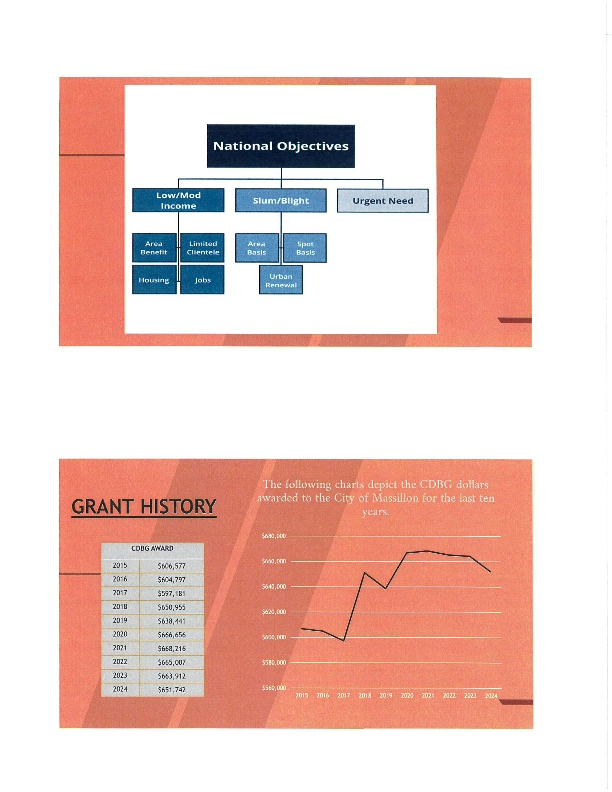 National Objectives
Low/Mod
Income
Slum/Blight
Urgent Need
Area
Benefit
Limited
Clientele
Area
Basis
Spot
Basis
Housing
Jobs
Urban
Renewal
GRANT HISTORY
The following charts depict the CDBG dollars
awarded to the City of Massillon for the last ten
years.
CDBG AWARD
2015 $606,577
2016 $604,797
2017 $597,181
2018 $650,955
2019 $638,441
2020 $666,656
2021 $668,216
2022 $665,007
2023 $663,912
2024 $651,742
$680,000
$660,000
$640,000
$620,000
$600,000
$580,000
$560,000
2015 2016 2017 2018 2019 2020 2021 2022 2023 2024